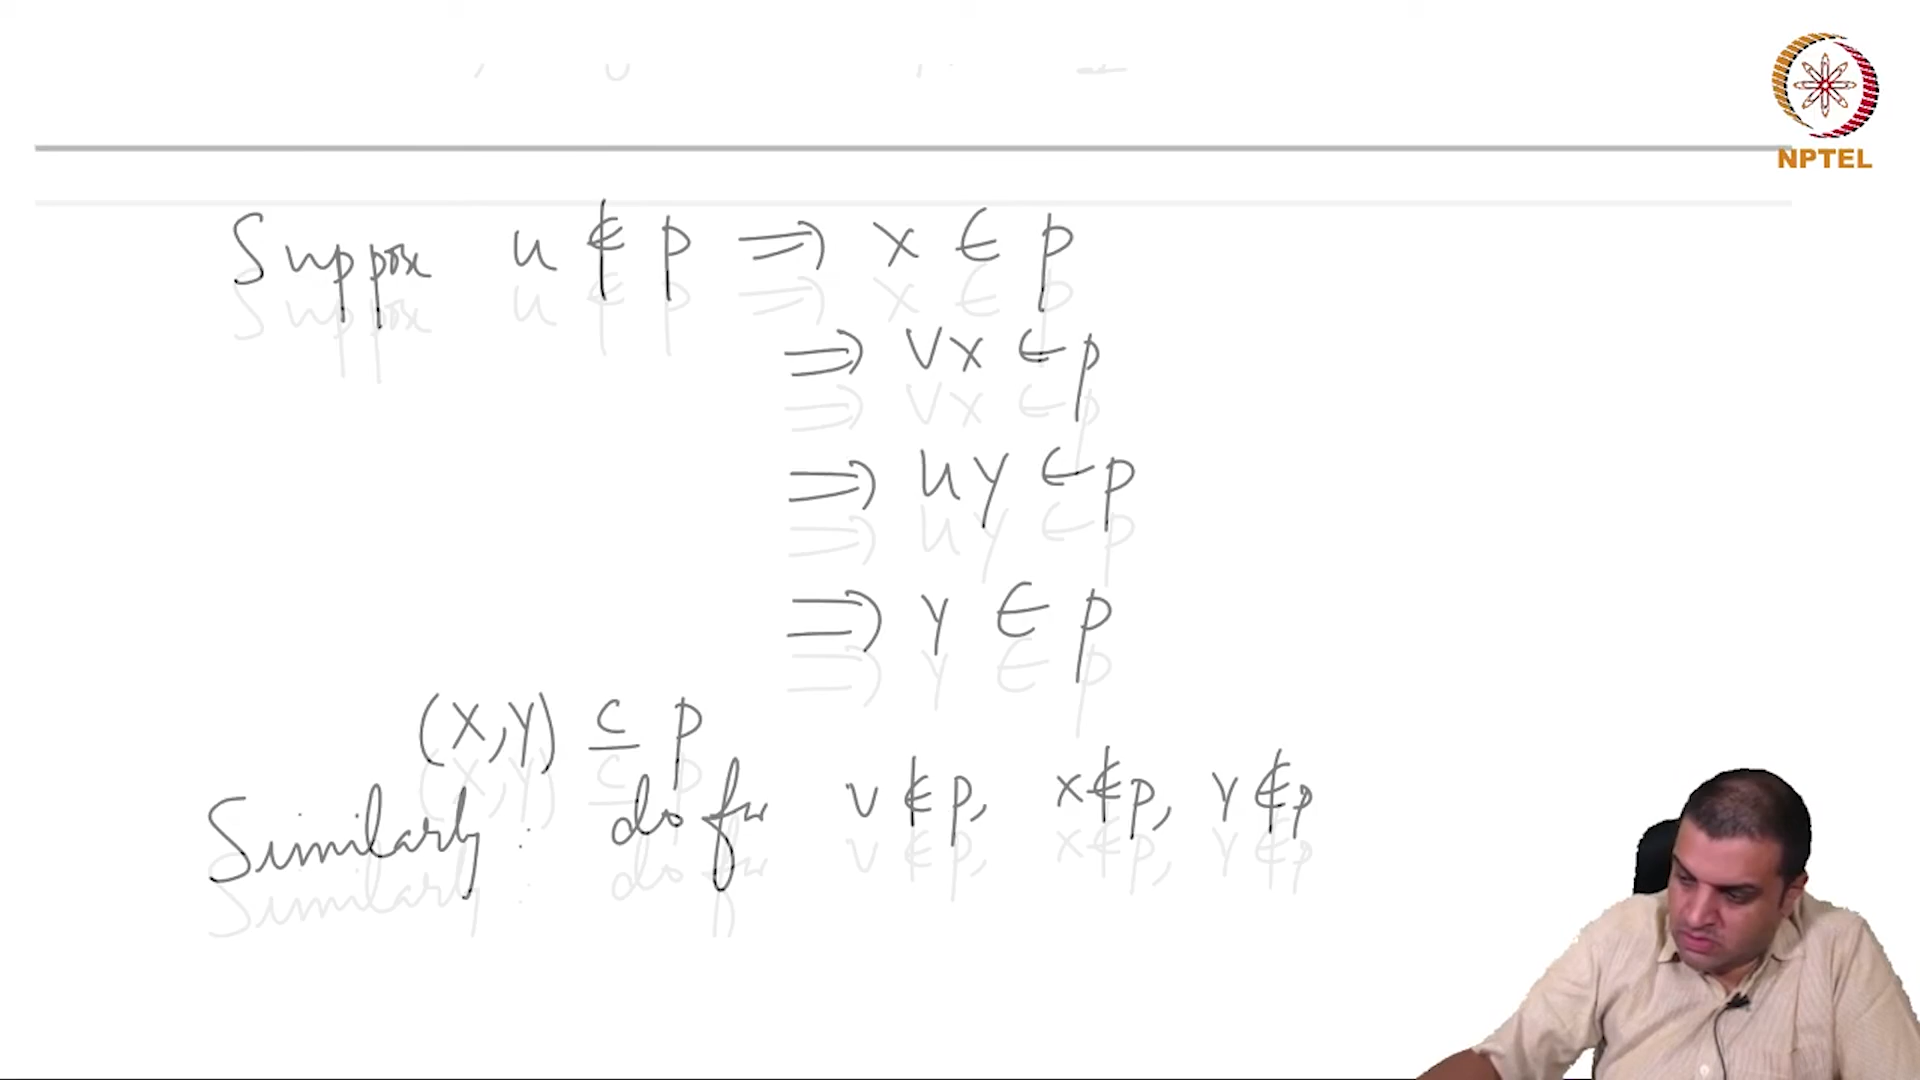 NPTEL
Suppose u ∉ p ⟹ x ∈ p
⟹ vx ∈ p
⟹ uy ∈ p
⟹ y ∈ p
(x,y) ⊆ p
Similarly: do for v ∉ p, x ∉ p, y ∉ p